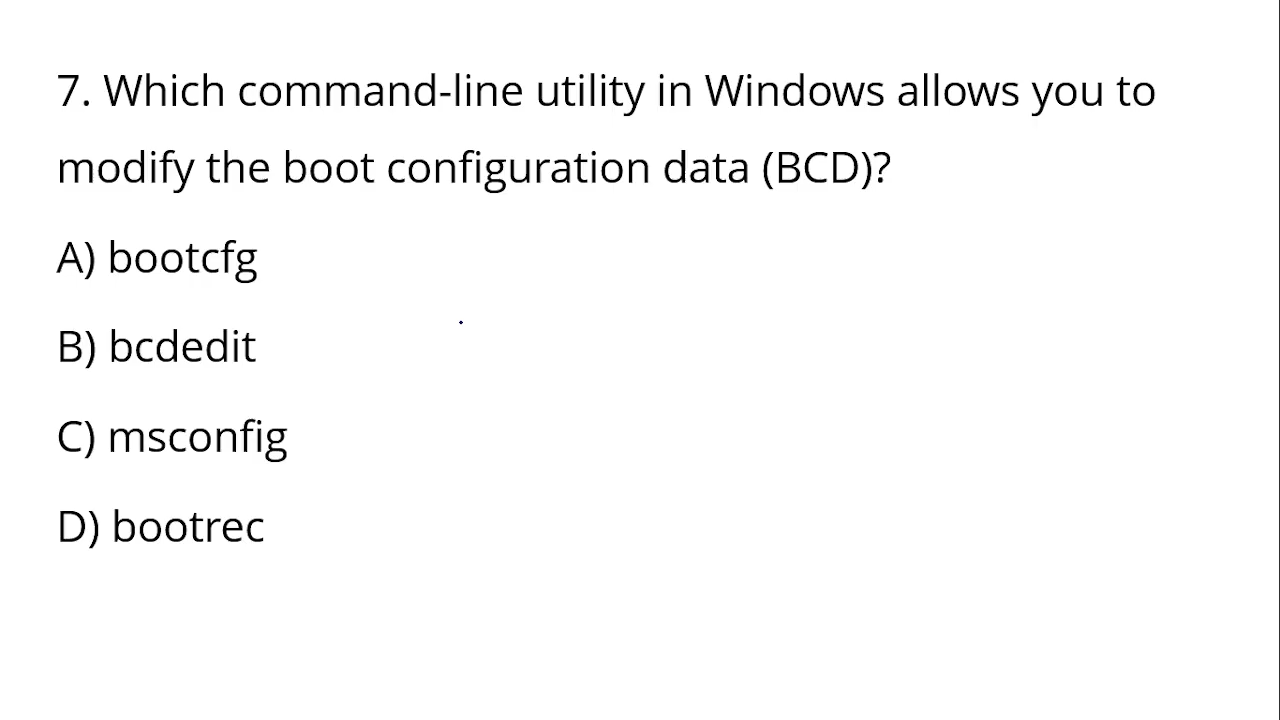 7. Which command-line utility in Windows allows you to
modify the boot configuration data (BCD)?
A) bootcfg
B) bcdedit
C) msconfig
D) bootrec